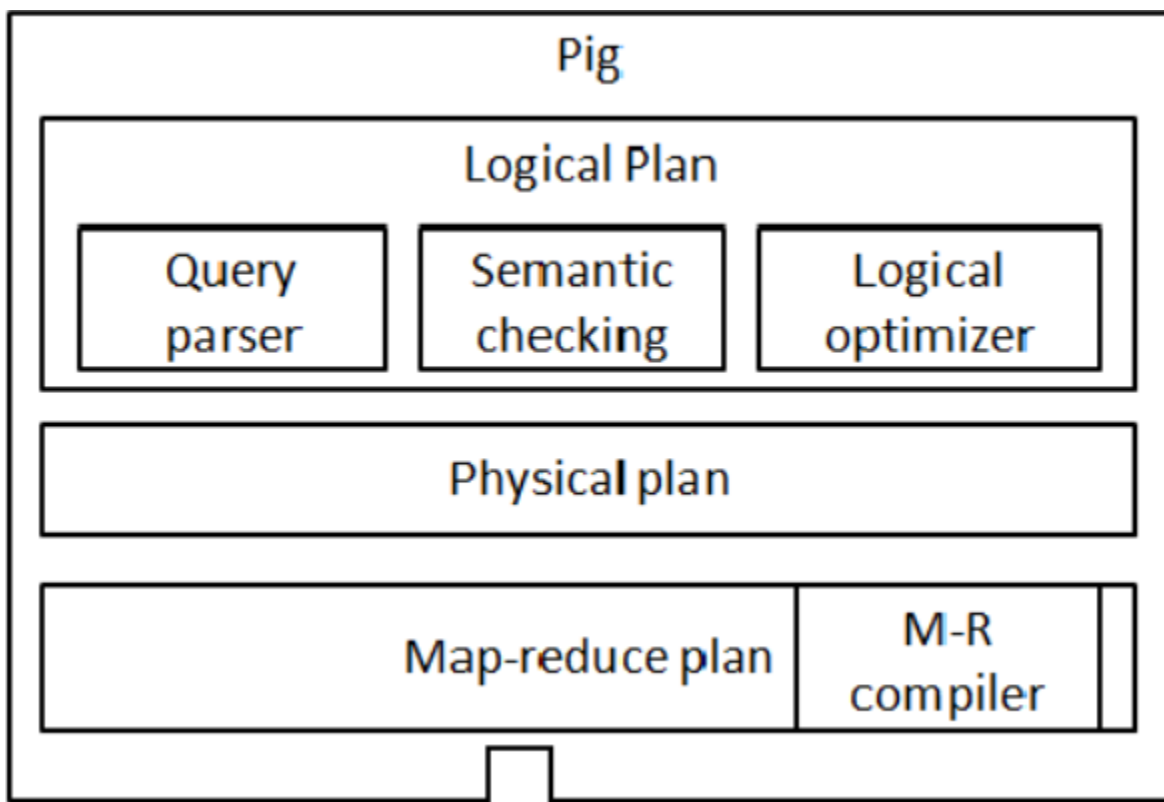 Pig
Logical Plan
Query
parser
Semantic
checking
Logical
optimizer
Physical plan
Map-reduce plan
M-R
compiler